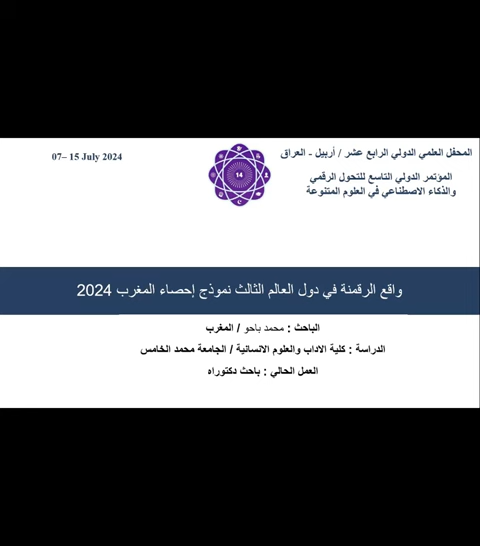 المحفل العلمي الدولي الرابع عشر / أربيل - العراق
07– 15 July 2024
14
المؤتمر الدولي التاسع للتحول الرقمي
والذكاء الاصطناعي في العلوم المتنوعة
واقع الرقمنة في دول العالم الثالث نموذج إحصاء المغرب 2024
الباحث : محمد باحو / المغرب
الدراسة : كلية الاداب والعلوم الانسانية / الجامعة محمد الخامس
العمل الحالي : باحث دكتوراه